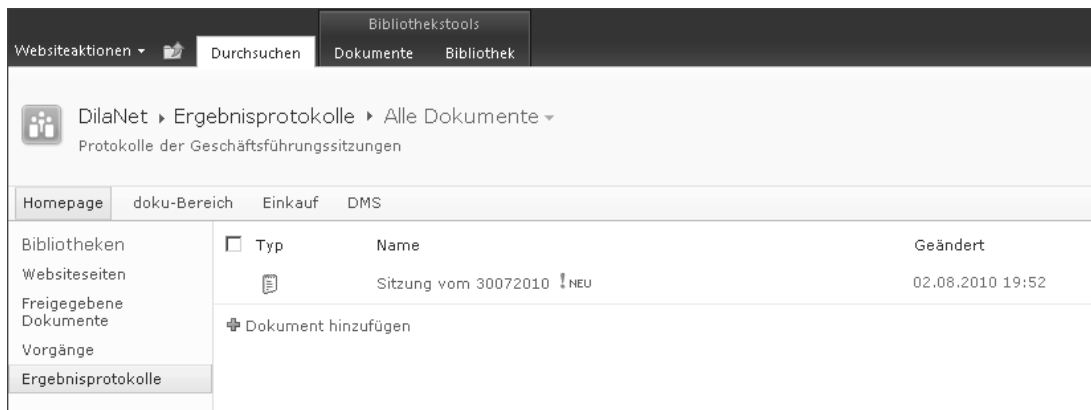 Bibliothekstools
Websiteaktionen Durchsuchen Dokumente Bibliothek
DilaNet Ergebnisprotokolle Alle Dokumente
Protokolle der Geschäftsführungssitzungen
Homepage doku-Bereich Einkauf DMS
Bibliotheken
Websiteseiten
Freigegebene
Dokumente
Vorgänge
Ergebnisprotokolle
Typ Name Geändert
Sitzung vom 30072010 ! NEU 02.08.2010 19:52
Dokument hinzufügen